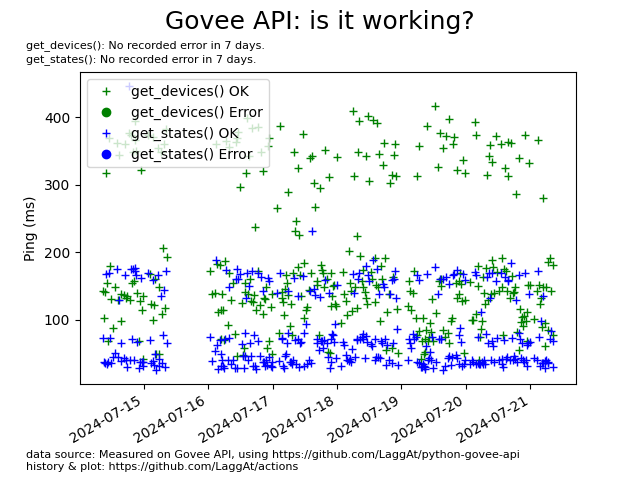 Govee API: is it working?
get_devices(): No recorded error in 7 days.
get_states(): No recorded error in 7 days.
get_devices() OK
get_devices() Error
get_states() OK
get_states() Error
400
300
200
100
Ping (ms)
2024-07-15
2024-07-16
2024-07-17
2024-07-18
2024-07-19
2024-07-20
2024-07-21
data source: Measured on Govee API, using https://github.com/LaggAt/python-govee-api
history & plot: https://github.com/LaggAt/actions